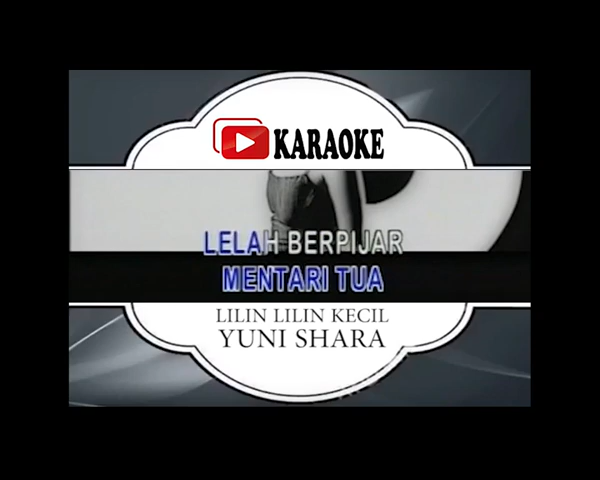 KARAOKE
LELAH BERPIJAR
MENTARI TUA
LILIN LILIN KECIL
YUNI SHARA